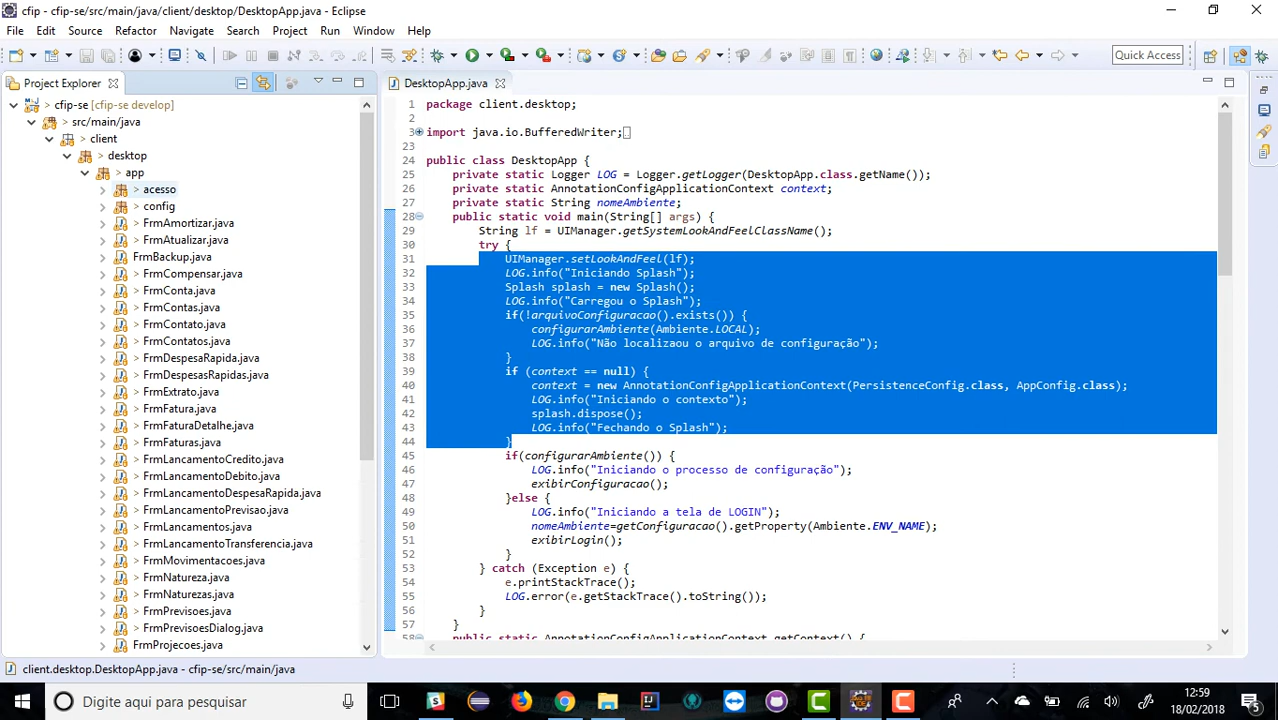 cfip - cfip-se/src/main/java/client/desktop/DesktopApp.java - Eclipse
File Edit Source Refactor Navigate Search Project Run Window Help
Quick Access
Project Explorer
DesktopApp.java
> cfip-se [cfip-se develop]
> src/main/java
> client
> desktop
> app
> acesso
> config
FrmAmortizar.java
FrmAtualizar.java
FrmBackup.java
FrmCompensar.java
FrmConta.java
FrmContas.java
FrmContato.java
FrmContatos.java
FrmDespesaRapida.java
FrmDespesasRapidas.java
FrmExtrato.java
FrmFatura.java
FrmFaturaDetalhe.java
FrmFaturas.java
FrmLancamentoCredito.java
FrmLancamentoDebito.java
FrmLancamentoDespesaRapida.java
FrmLancamentoPrevisao.java
FrmLancamentos.java
FrmLancamentoTransferencia.java
FrmMovimentacoes.java
FrmNatureza.java
FrmNaturezas.java
FrmPrevisoes.java
FrmPrevisoesDialog.java
FrmProjecoes.java
1 package client.desktop;
2
3 import java.io.BufferedWriter;
23
24 public class DesktopApp {
25 private static Logger LOG = Logger.getLogger(DesktopApp.class.getName());
26 private static AnnotationConfigApplicationContext context;
27 private static String nomeAmbiente;
28 public static void main(String[] args) {
29 String lf = UIManager.getSystemLookAndFeelClassName();
30 try {
31 UIManager.setLookAndFeel(lf);
32 LOG.info("Iniciando Splash");
33 Splash splash = new Splash();
34 LOG.info("Carregou o Splash");
35 if(!arquivoConfiguracao().exists()) {
36 configurarAmbiente(Ambiente.LOCAL);
37 LOG.info("Não localizaou o arquivo de configuração");
38 }
39 if (context == null) {
40 context = new AnnotationConfigApplicationContext(PersistenceConfig.class, AppConfig.class);
41 LOG.info("Iniciando o contexto");
42 splash.dispose();
43 LOG.info("Fechando o Splash");
44 }
45 if(configurarAmbiente()) {
46 LOG.info("Iniciando o processo de configuração");
47 exibirConfiguracao();
48 }else {
49 LOG.info("Iniciando a tela de LOGIN");
50 nomeAmbiente=getConfiguracao().getProperty(Ambiente.ENV_NAME);
51 exibirLogin();
52 }
53 } catch (Exception e) {
54 e.printStackTrace();
55 LOG.error(e.getStackTrace().toString());
56 }
57 }
58 public static AnnotationConfigApplicationContext getContext() {
client.desktop.DesktopApp.java - cfip-se/src/main/java
Digite aqui para pesquisar
12:59
18/02/2018
5